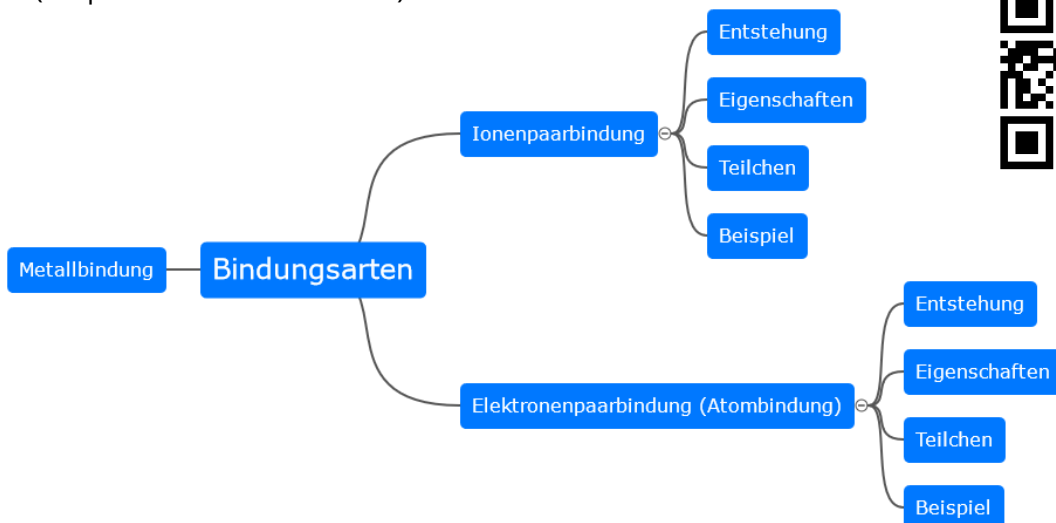 Entstehung
Eigenschaften
Ionenpaarbindung
Teilchen
Beispiel
Metallbindung
Bindungsarten
Entstehung
Eigenschaften
Elektronenpaarbindung (Atombindung)
Teilchen
Beispiel